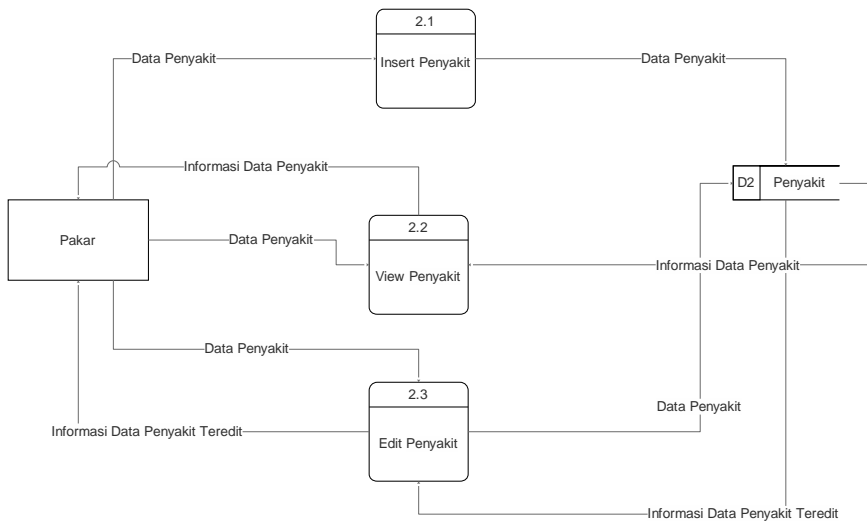 2.1
Data Penyakit
Insert Penyakit
Data Penyakit
Informasi Data Penyakit
D2
Penyakit
2.2
Pakar
Data Penyakit
View Penyakit
Informasi Data Penyakit
Data Penyakit
2.3
Data Penyakit
Informasi Data Penyakit Teredit
Edit Penyakit
Informasi Data Penyakit Teredit